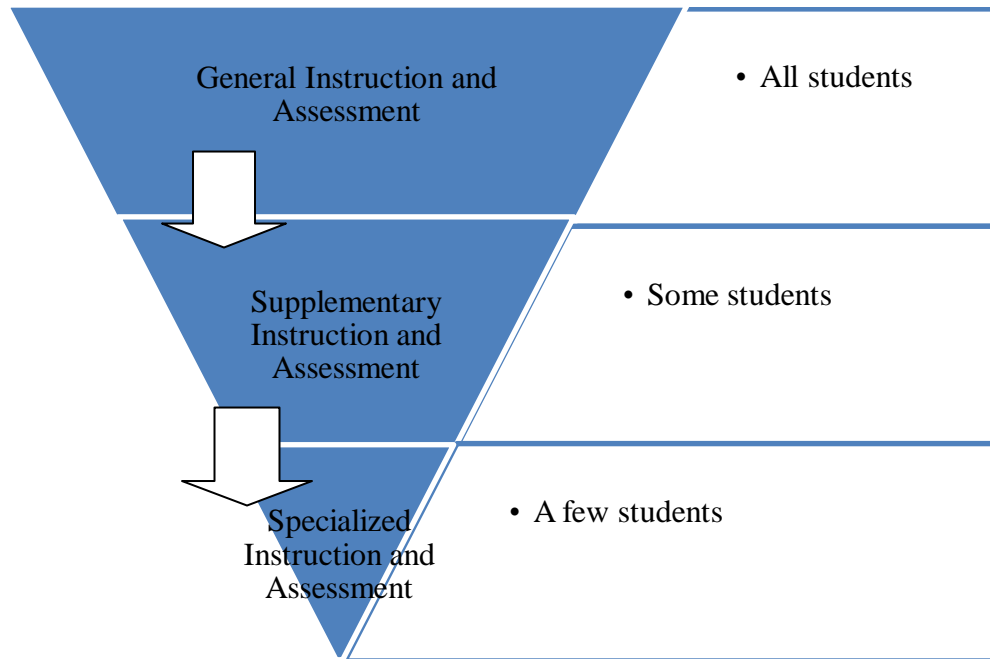 General Instruction and
Assessment
• All students
Supplementary
Instruction and
Assessment
• Some students
Specialized
Instruction and
Assessment
• A few students